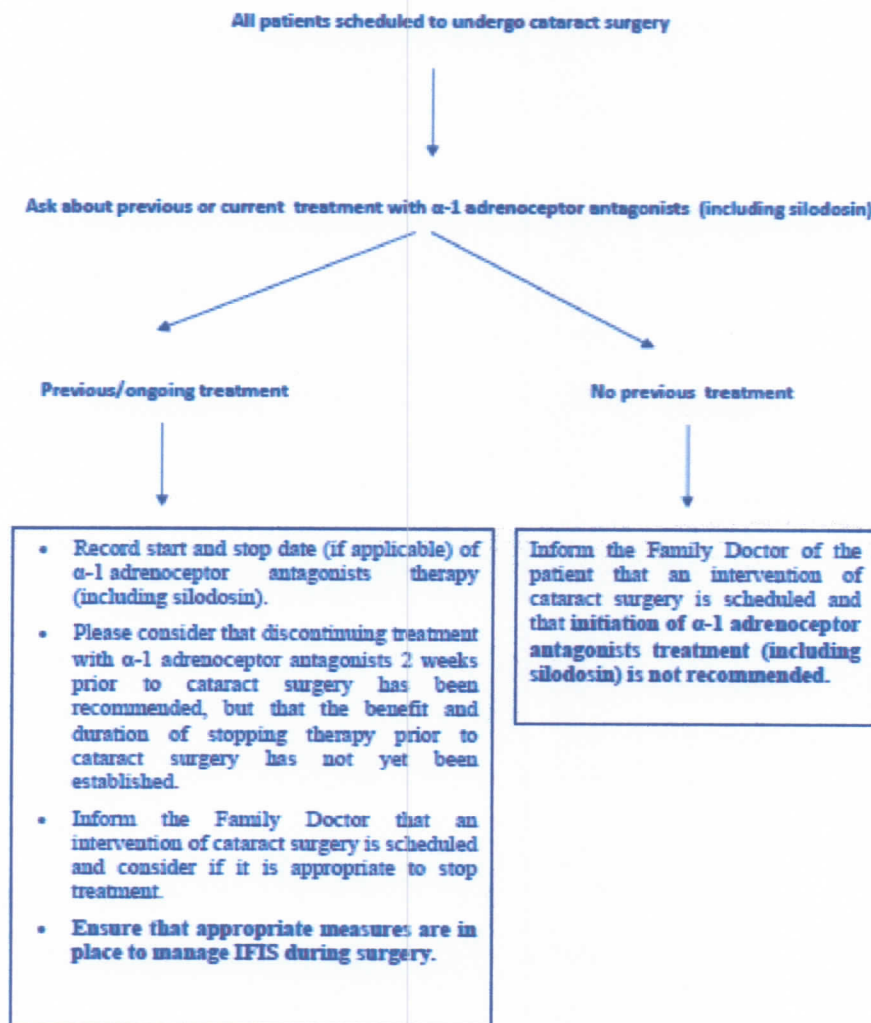 All patients scheduled to undergo cataract surgery
Ask about previous or current treatment with α-1 adrenoceptor antagonists (including silodosin)
Previous/ongoing treatment
No previous treatment
• Record start and stop date (if applicable) of
α-1 adrenoceptor antagonists therapy
(including silodosin).
• Please consider that discontinuing treatment
with α-1 adrenoceptor antagonists 2 weeks
prior to cataract surgery has been
recommended, but that the benefit and
duration of stopping therapy prior to
cataract surgery has not yet been
established.
• Inform the Family Doctor that an
intervention of cataract surgery is scheduled
and consider if it is appropriate to stop
treatment.
• Ensure that appropriate measures are in
place to manage IFIS during surgery.
Inform the Family Doctor of the
patient that an intervention of
cataract surgery is scheduled and
that initiation of α-1 adrenoceptor
antagonists treatment (including
silodosin) is not recommended.